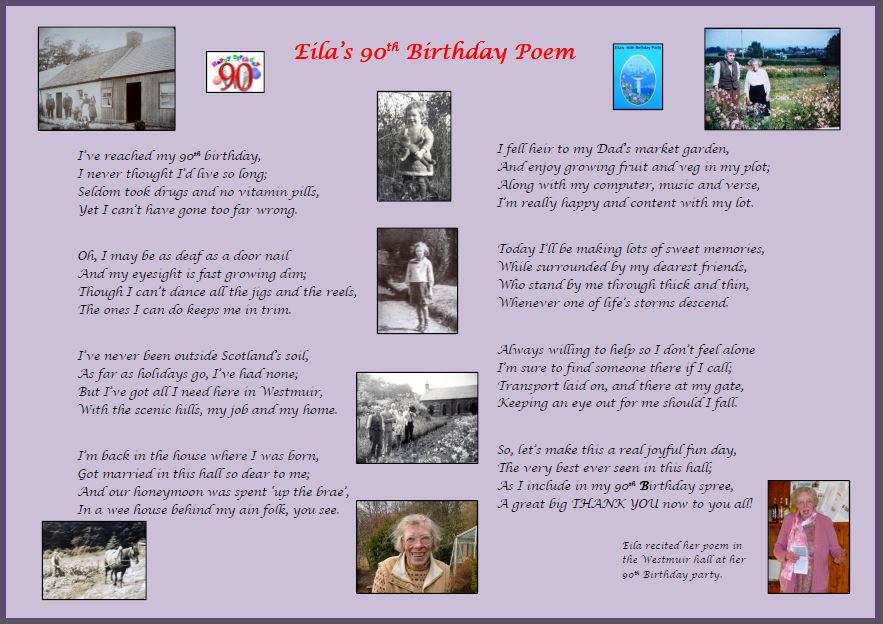 Eila's 90th Birthday Poem
Happy Birthday
90
Eila's 90th Birthday Party
I've reached my 90th birthday,
I never thought I'd live so long;
Seldom took drugs and no vitamin pills,
Yet I can't have gone too far wrong.
Oh, I may be as deaf as a door nail
And my eyesight is fast growing dim;
Though I can't dance all the jigs and the reels,
The ones I can do keeps me in trim.
I've never been outside Scotland's soil,
As far as holidays go, I've had none;
But I've got all I need here in Westmuir,
With the scenic hills, my job and my home.
I'm back in the house where I was born,
Got married in this hall so dear to me;
And our honeymoon was spent 'up the brae',
In a wee house behind my ain folk, you see.
I fell heir to my Dad's market garden,
And enjoy growing fruit and veg in my plot;
Along with my computer, music and verse,
I'm really happy and content with my lot.
Today I'll be making lots of sweet memories,
While surrounded by my dearest friends,
Who stand by me through thick and thin,
Whenever one of life's storms descend.
Always willing to help so I don't feel alone
I'm sure to find someone there if I call;
Transport laid on, and there at my gate,
Keeping an eye out for me should I fall.
So, let's make this a real joyful fun day,
The very best ever seen in this hall;
As I include in my 90th Birthday spree,
A great big THANK YOU now to you all!
Eila recited her poem in
the Westmuir hall at her
90th Birthday party.